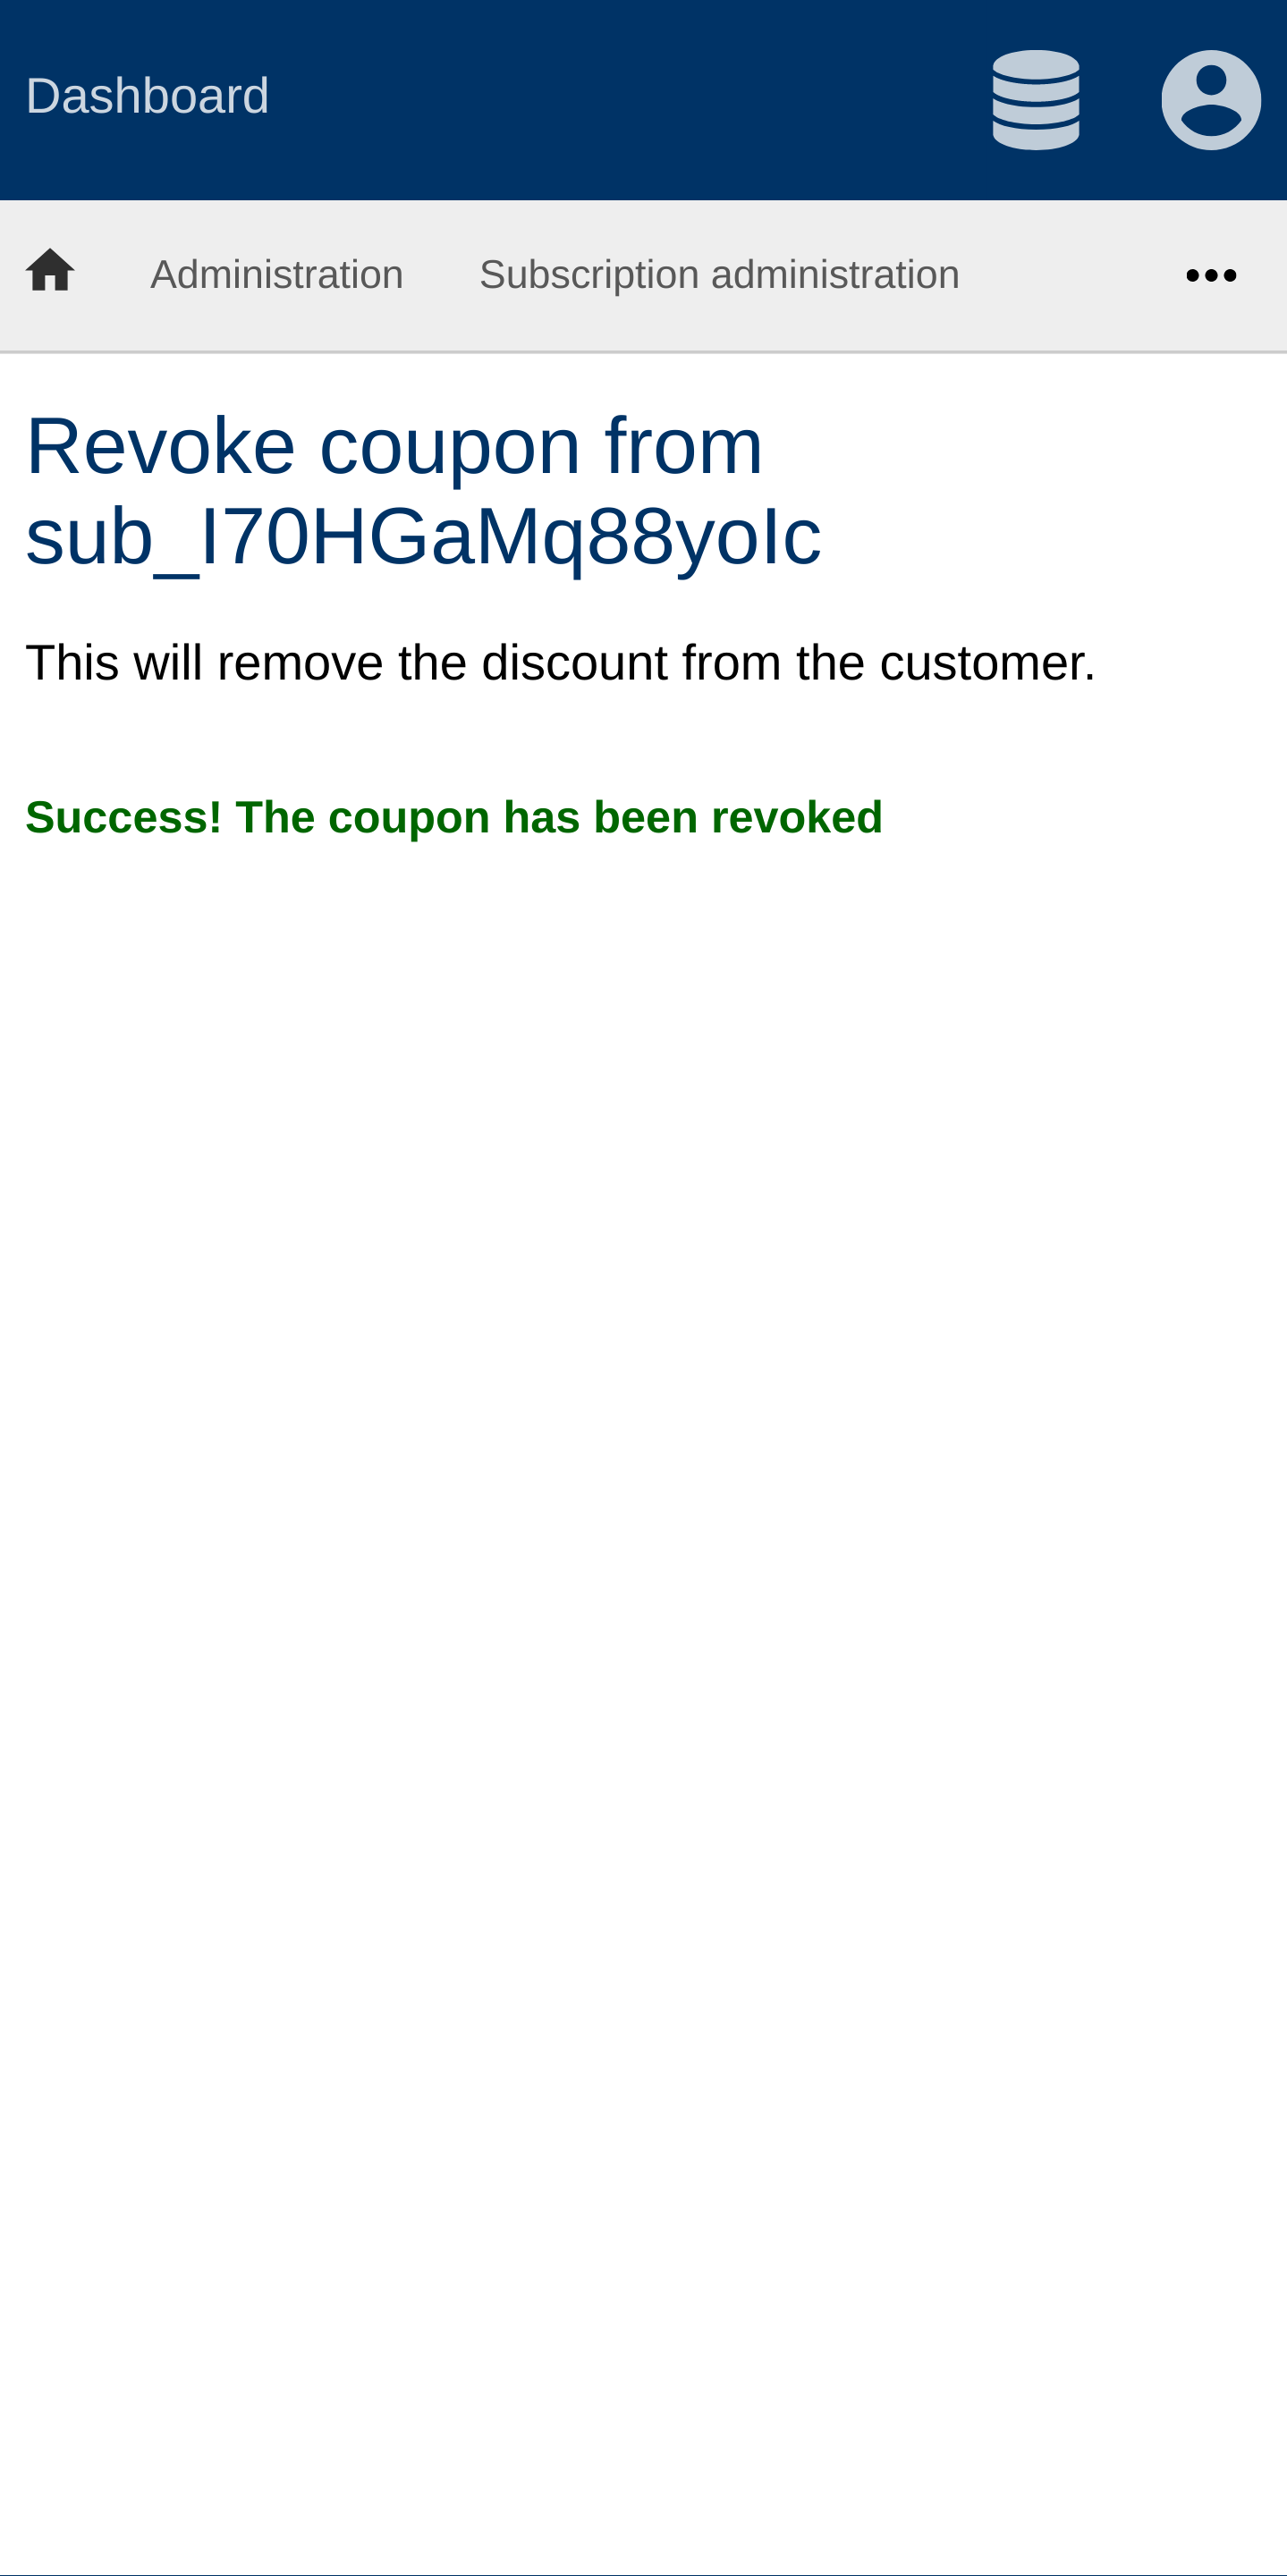 Dashboard
Administration Subscription administration
Revoke coupon from
sub_I70HGaMq88yoIc
This will remove the discount from the customer.
Success! The coupon has been revoked